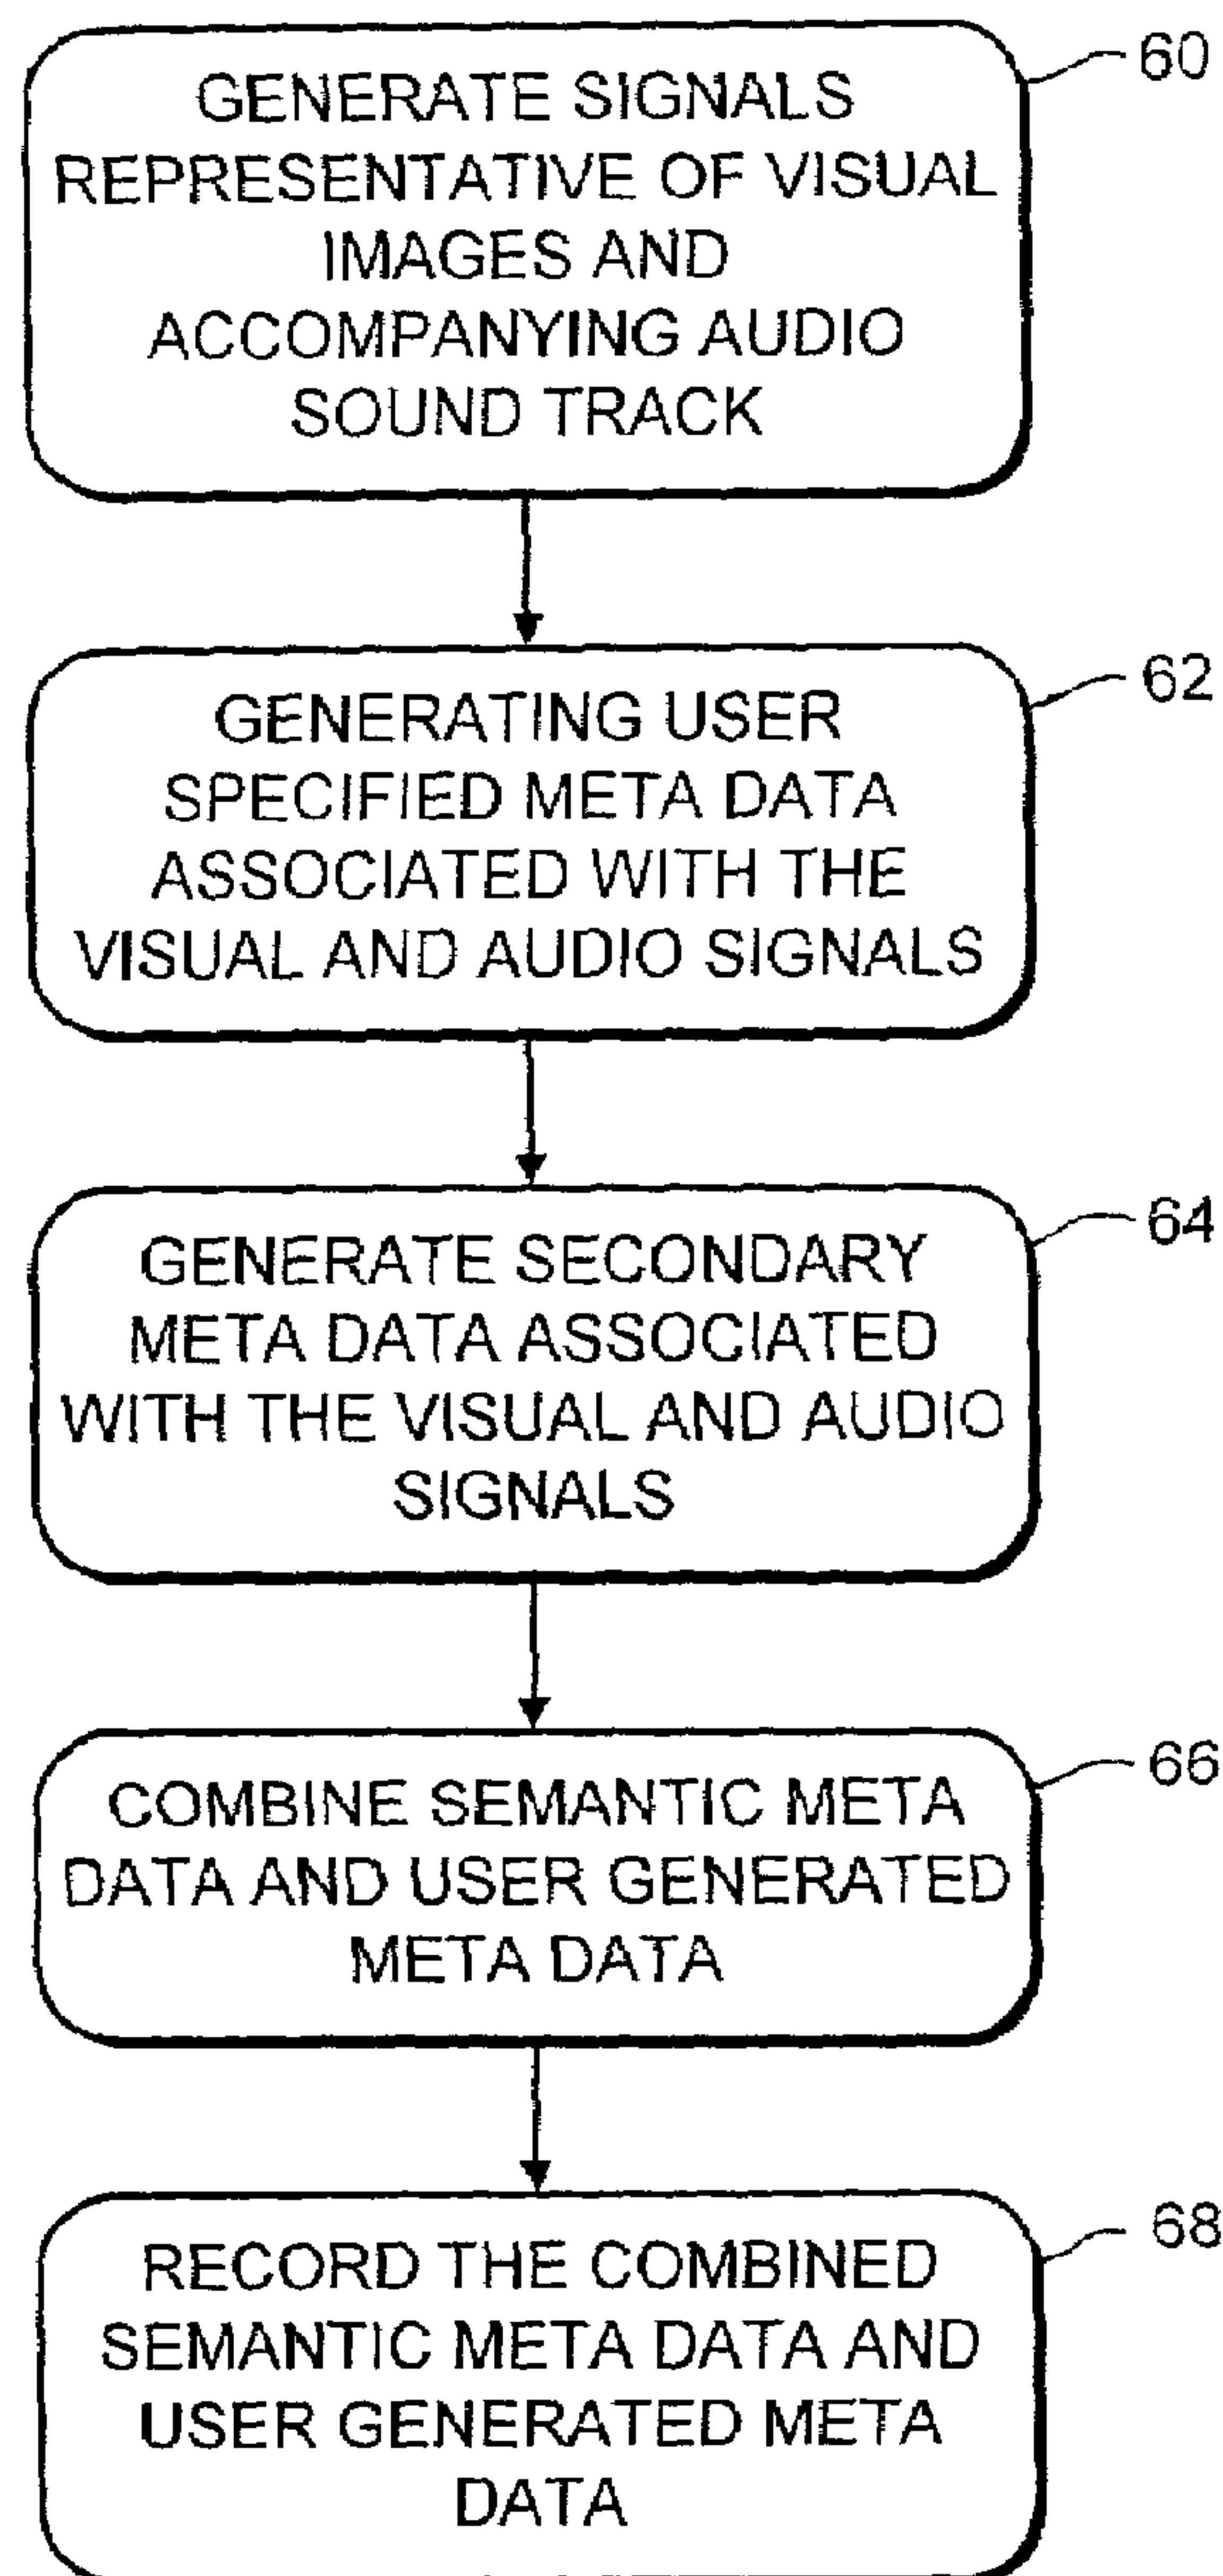 60
GENERATE SIGNALS
REPRESENTATIVE OF VISUAL
IMAGES AND
ACCOMPANYING AUDIO
SOUND TRACK
62
GENERATING USER
SPECIFIED META DATA
ASSOCIATED WITH THE
VISUAL AND AUDIO SIGNALS
64
GENERATE SECONDARY
META DATA ASSOCIATED
WITH THE VISUAL AND AUDIO
SIGNALS
66
COMBINE SEMANTIC META
DATA AND USER GENERATED
META DATA
68
RECORD THE COMBINED
SEMANTIC META DATA AND
USER GENERATED META
DATA